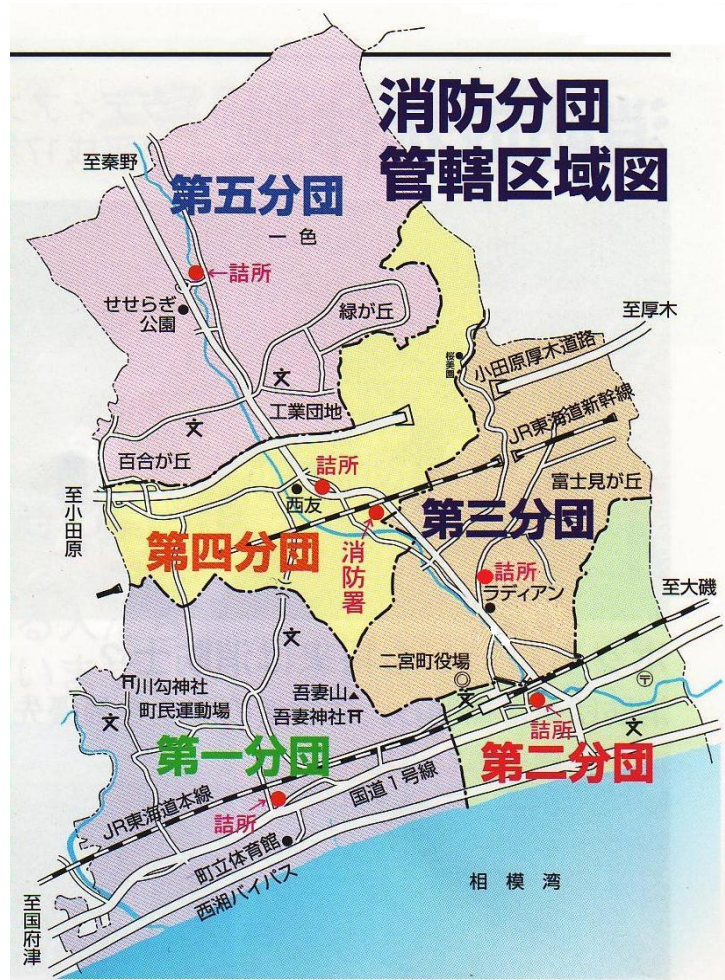 消防分団
管轄区域図
至秦野
第五分団
一色
←詰所
せせらぎ
公園
緑が丘
至厚木
桜美園
小田原厚木道路
文
工業団地
JR東海道新幹線
文
百合が丘
詰所
富士見が丘
西友
至小田原
第三分団
第四分団
消防署
詰所
ラディアン
至大磯
文
二宮町役場
川勾神社
吾妻山▲
〒
町民運動場
吾妻神社
文
文
詰所
文
第一分団
第二分団
JR東海道本線
国道1号線
詰所
町立体育館
西湘バイパス
相模湾
至国府津